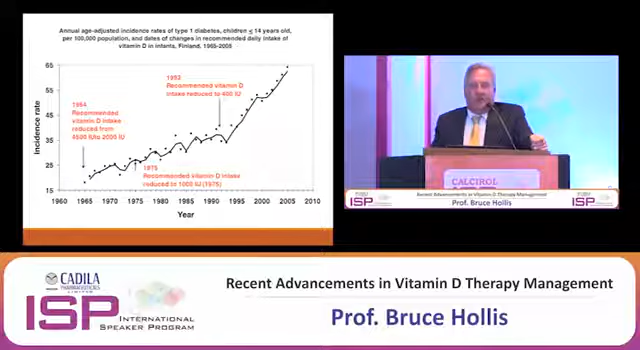 Annual age-adjusted incidence rates of type 1 diabetes, children < 14 years old,
per 100,000 population, and dates of changes in recommended daily intake of
vitamin D in infants, Finland, 1965-2005
65
55
45
35
25
15
Incidence rate
1964
Recommended
vitamin D intake
reduced from
4500 IU to 2000 IU
1992
Recommended vitamin D
intake reduced to 400 IU
1975
Recommended vitamin D intake
reduced to 1000 IU (1975)
1960 1965 1970 1975 1980 1985 1990 1995 2000 2005 2010
Year
CALCIROL
ISP
Recent Advancements in Vitamin D Therapy Management
Prof. Bruce Hollis
ISP
CADILA
PHARMACEUTICALS
LIMITED
ISP
INTERNATIONAL
SPEAKER PROGRAM
Recent Advancements in Vitamin D Therapy Management
Prof. Bruce Hollis